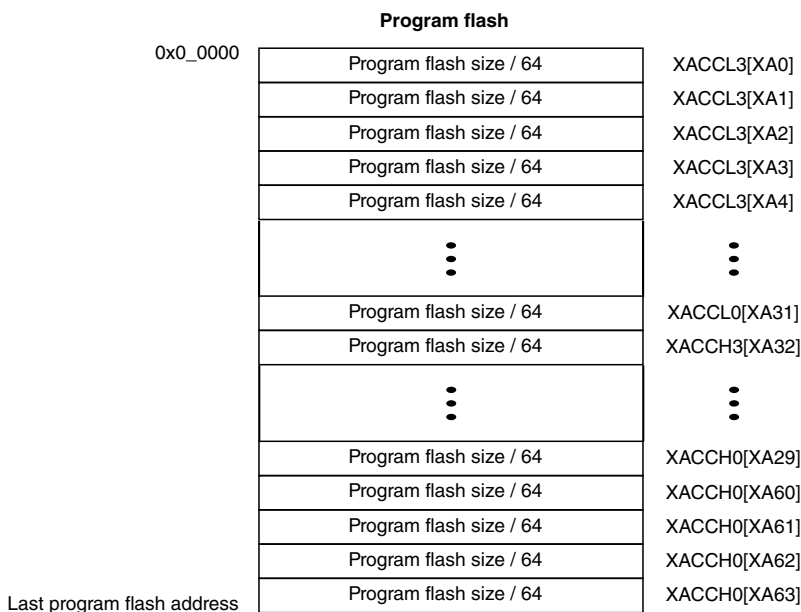 Program flash
0x0_0000
Program flash size / 64 XACCL3[XA0]
Program flash size / 64 XACCL3[XA1]
Program flash size / 64 XACCL3[XA2]
Program flash size / 64 XACCL3[XA3]
Program flash size / 64 XACCL3[XA4]
Program flash size / 64 XACCL0[XA31]
Program flash size / 64 XACCH3[XA32]
Program flash size / 64 XACCH0[XA29]
Program flash size / 64 XACCH0[XA60]
Program flash size / 64 XACCH0[XA61]
Program flash size / 64 XACCH0[XA62]
Program flash size / 64 XACCH0[XA63]
Last program flash address